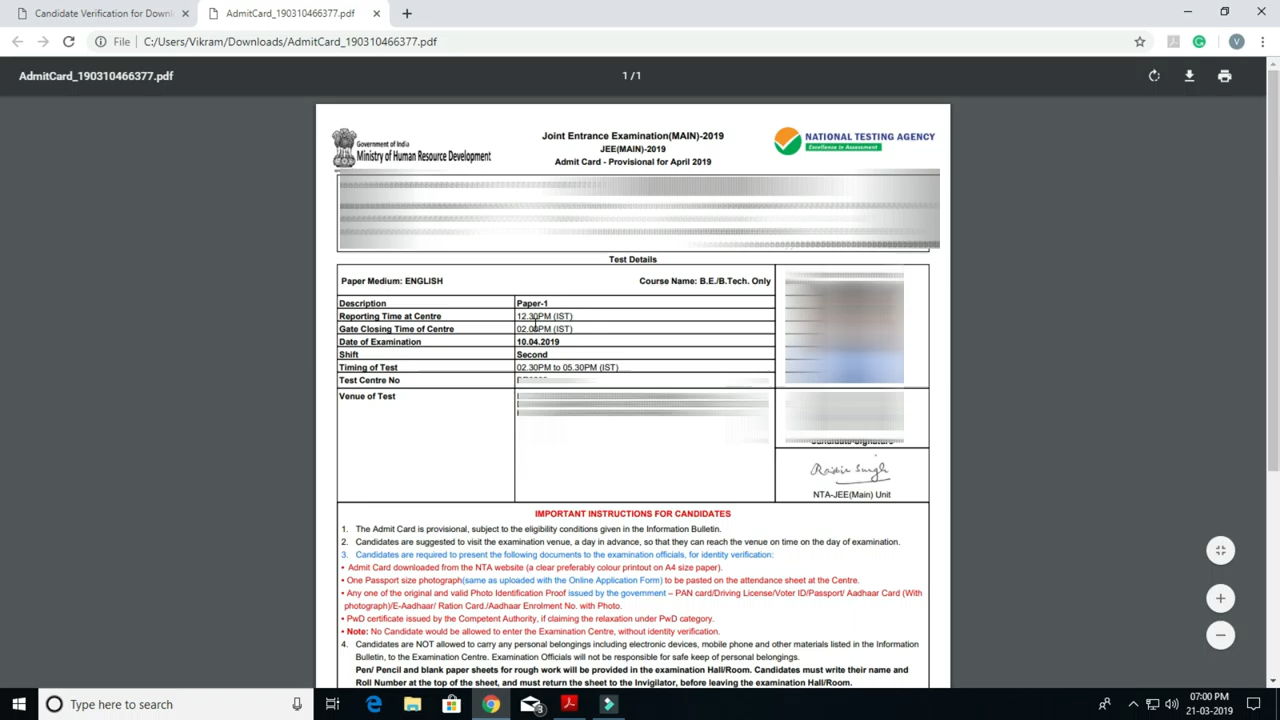 Candidate Verification for Downl
AdmitCard_190310466377.pdf
File
C:/Users/Vikram/Downloads/AdmitCard_190310466377.pdf
V
AdmitCard_190310466377.pdf
1 / 1
Government of India
Ministry of Human Resource Development
Joint Entrance Examination(MAIN)-2019
JEE(MAIN)-2019
Admit Card - Provisional for April 2019
NATIONAL TESTING AGENCY
Excellence in Assessment
Test Details
Paper Medium: ENGLISH
Course Name: B.E./B.Tech. Only
Description Paper-1
Reporting Time at Centre 12.30PM (IST)
Gate Closing Time of Centre 02.00PM (IST)
Date of Examination 10.04.2019
Shift Second
Timing of Test 02.30PM to 05.30PM (IST)
Test Centre No
Venue of Test
Candidate Signature
NTA-JEE(Main) Unit
IMPORTANT INSTRUCTIONS FOR CANDIDATES
1. The Admit Card is provisional, subject to the eligibility conditions given in the Information Bulletin.
2. Candidates are suggested to visit the examination venue, a day in advance, so that they can reach the venue on time on the day of examination.
3. Candidates are required to present the following documents to the examination officials, for identity verification:
• Admit Card downloaded from the NTA website (a clear preferably colour printout on A4 size paper).
• One Passport size photograph(same as uploaded with the Online Application Form) to be pasted on the attendance sheet at the Centre.
• Any one of the original and valid Photo Identification Proof issued by the government – PAN card/Driving License/Voter ID/Passport/ Aadhaar Card (With
photograph)/E-Aadhaar/ Ration Card./Aadhaar Enrolment No. with Photo.
• PwD certificate issued by the Competent Authority, if claiming the relaxation under PwD category.
• Note: No Candidate would be allowed to enter the Examination Centre, without identity verification.
4. Candidates are NOT allowed to carry any personal belongings including electronic devices, mobile phone and other materials listed in the Information
Bulletin, to the Examination Centre. Examination Officials will not be responsible for safe keep of personal belongings.
Pen/ Pencil and blank paper sheets for rough work will be provided in the examination Hall/Room. Candidates must write their name and
Roll Number at the top of the sheet, and must return the sheet to the Invigilator, before leaving the examination Hall/Room.
Type here to search
3
07:00 PM
21-03-2019